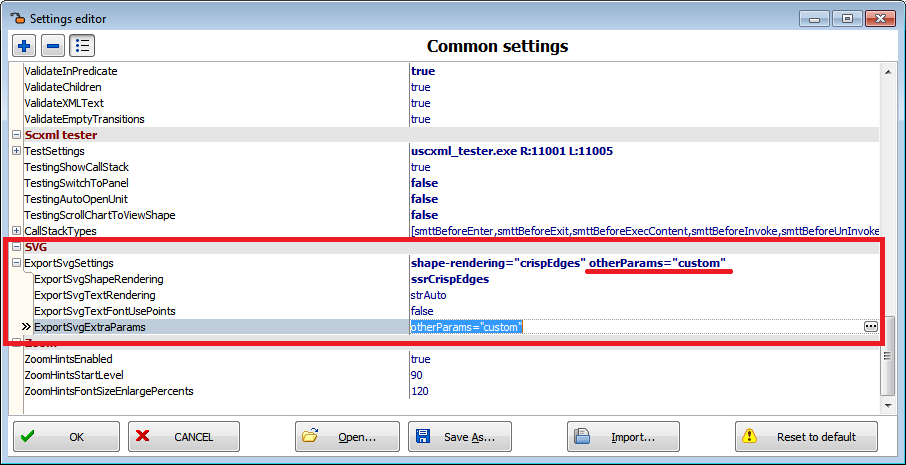 Settings editor
Common settings
ValidateInPredicate true
ValidateChildren true
ValidateXMLText true
ValidateEmptyTransitions true
Scxml tester
TestSettings uscxml_tester.exe R:11001 L:11005
TestingShowCallStack true
TestingSwitchToPanel false
TestingAutoOpenUnit false
TestingScrollChartToViewShape false
CallStackTypes [smttBeforeEnter,smttBeforeExit,smttBeforeExecContent,smttBeforeInvoke,smttBeforeUnInvoke
SVG
ExportSvgSettings shape-rendering="crispEdges" otherParams="custom"
ExportSvgShapeRendering ssrCrispEdges
ExportSvgTextRendering strAuto
ExportSvgTextFontUsePoints false
ExportSvgExtraParams otherParams="custom" ...
Zoom
ZoomHintsEnabled true
ZoomHintsStartLevel 90
ZoomHintsFontSizeEnlargePercents 120
OK CANCEL Open... Save As... Import... Reset to default